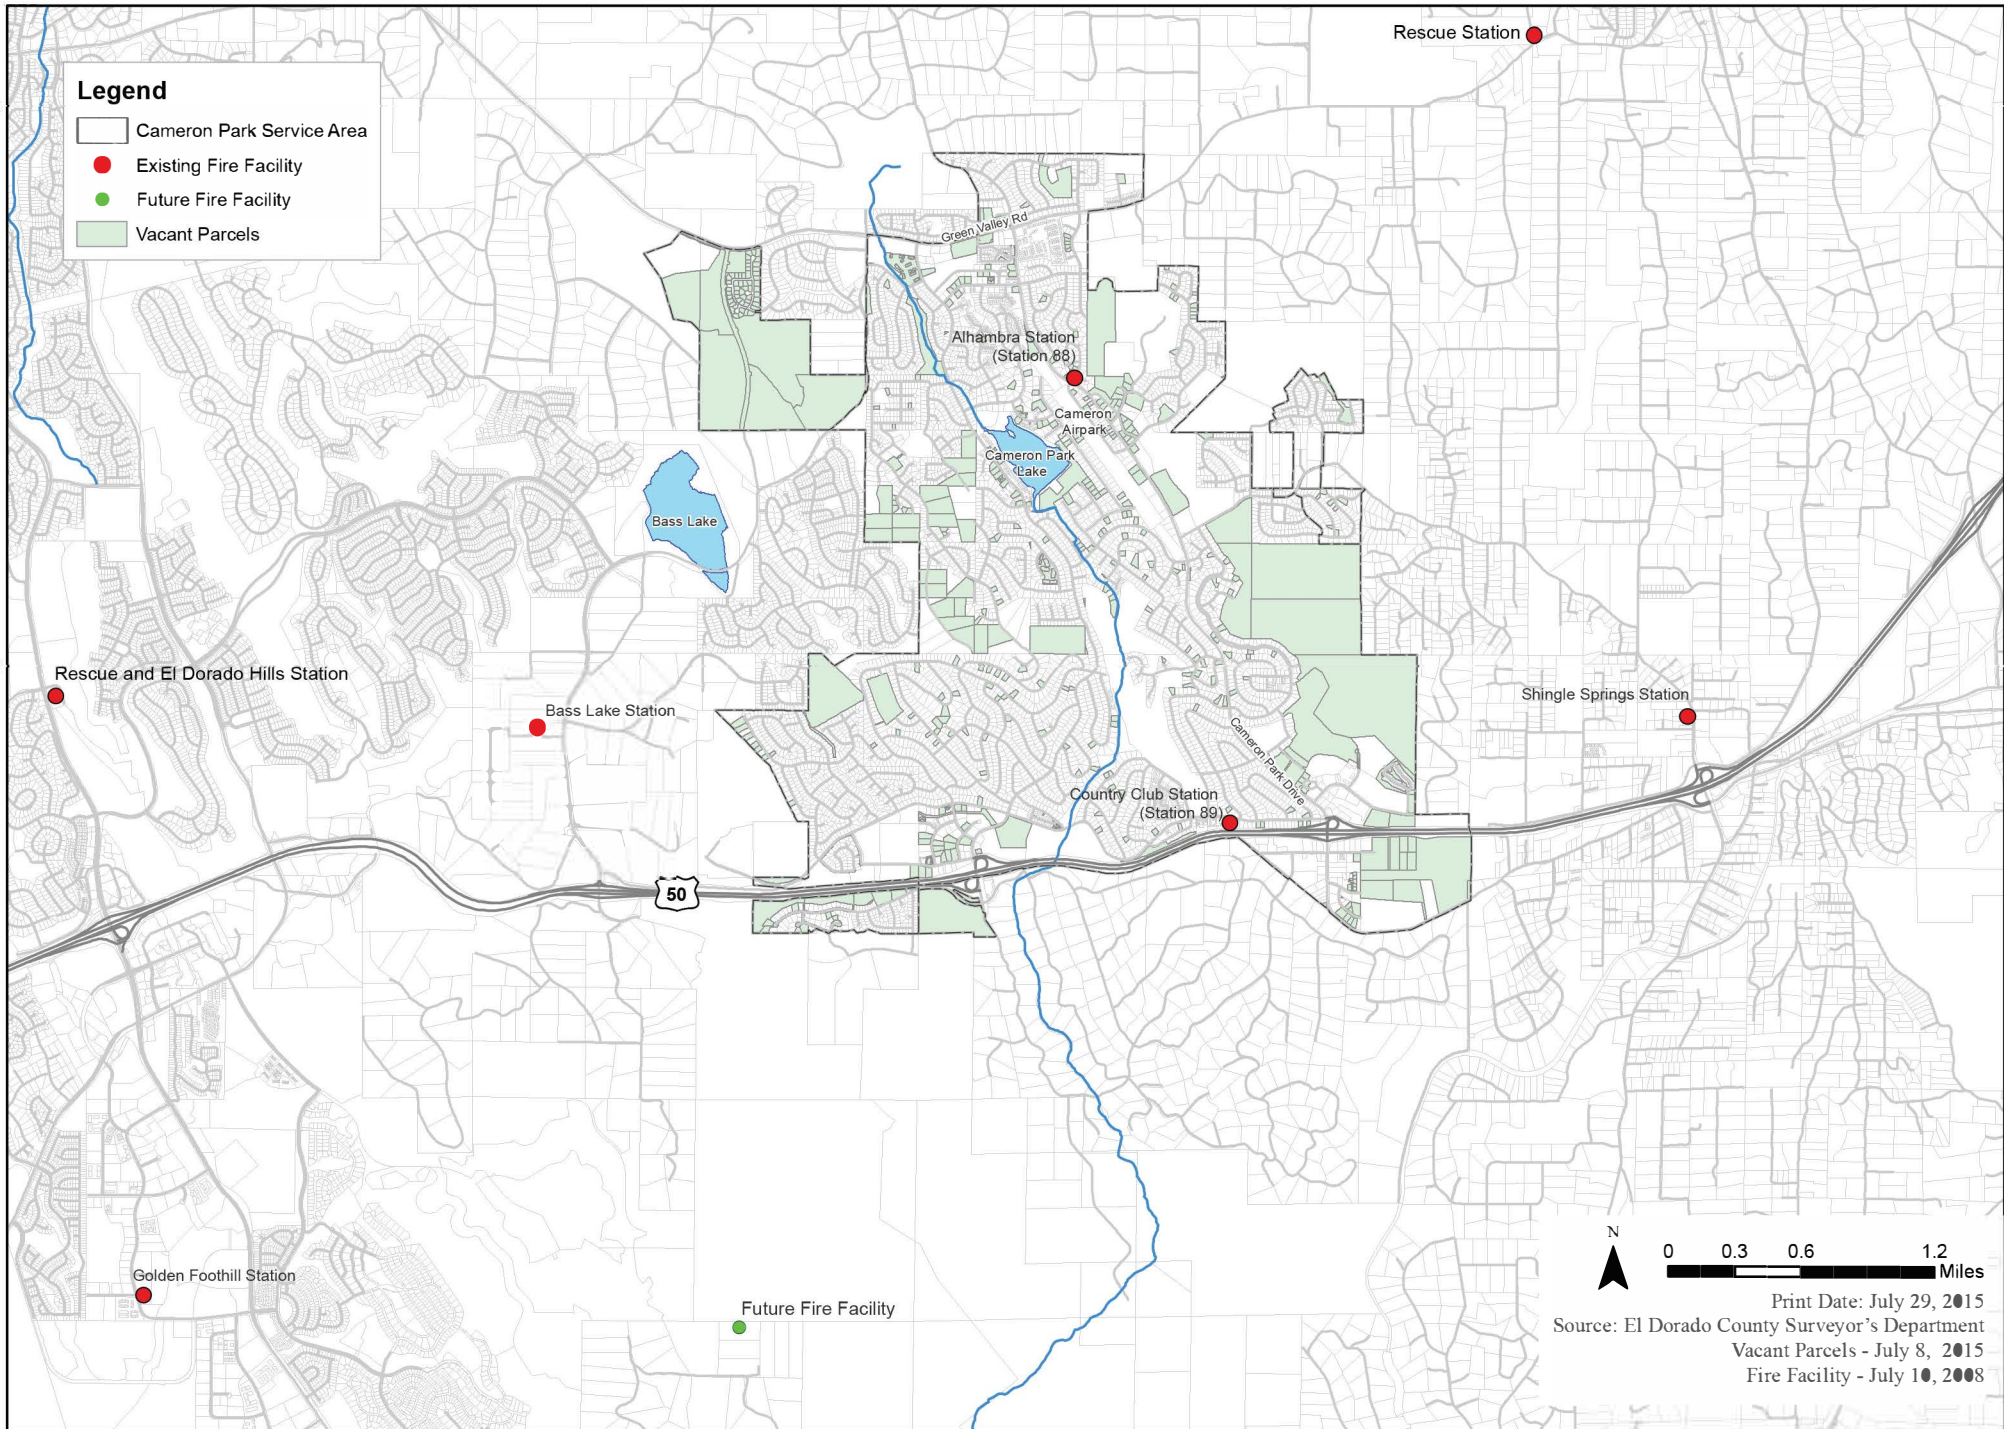 Rescue Station
Legend
Cameron Park Service Area
Existing Fire Facility
Future Fire Facility
Vacant Parcels
Green Valley Rd
Alhambra Station
(Station 88)
Cameron
Airpark
Cameron Park
Lake
Bass Lake
Rescue and El Dorado Hills Station
Bass Lake Station
Shingle Springs Station
Cameron Park Drive
Country Club Station
(Station 89)
50
Golden Foothill Station
Future Fire Facility
N
0 0.3 0.6 1.2
Miles
Print Date: July 29, 2015
Source: El Dorado County Surveyor's Department
Vacant Parcels - July 8, 2015
Fire Facility - July 10, 2008